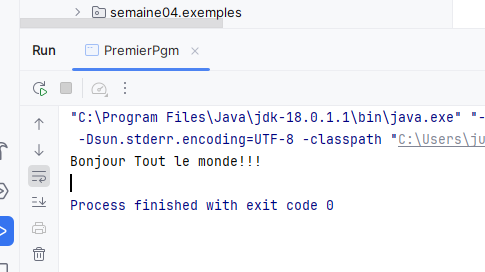 semaine04.exemples
Run PremierPgm
"C:\Program Files\Java\jdk-18.0.1.1\bin\java.exe" "-
-Dsun.stderr.encoding=UTF-8 -classpath "C:\Users\ju
Bonjour Tout le monde!!!
Process finished with exit code 0